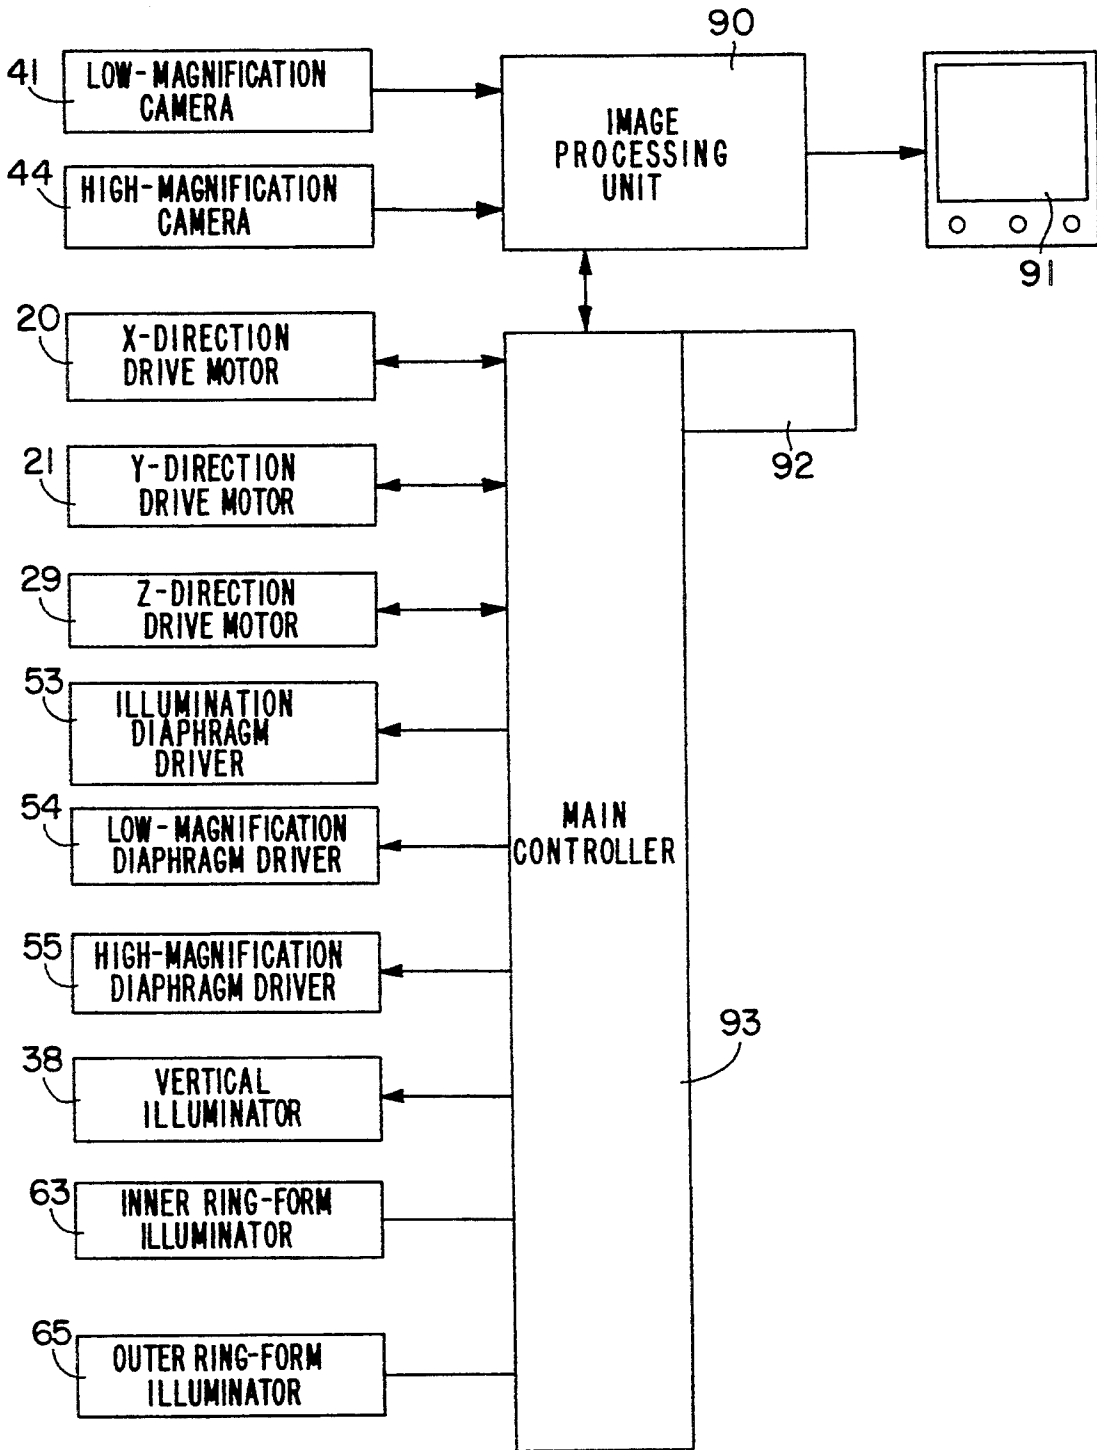 90
41
LOW-MAGNIFICATION
CAMERA
44
HIGH-MAGNIFICATION
CAMERA
IMAGE
PROCESSING
UNIT
91
20
X-DIRECTION
DRIVE MOTOR
92
21
Y-DIRECTION
DRIVE MOTOR
29
Z-DIRECTION
DRIVE MOTOR
53
ILLUMINATION
DIAPHRAGM
DRIVER
54
LOW-MAGNIFICATION
DIAPHRAGM DRIVER
MAIN
CONTROLLER
55
HIGH-MAGNIFICATION
DIAPHRAGM DRIVER
93
38
VERTICAL
ILLUMINATOR
63
INNER RING-FORM
ILLUMINATOR
65
OUTER RING-FORM
ILLUMINATOR